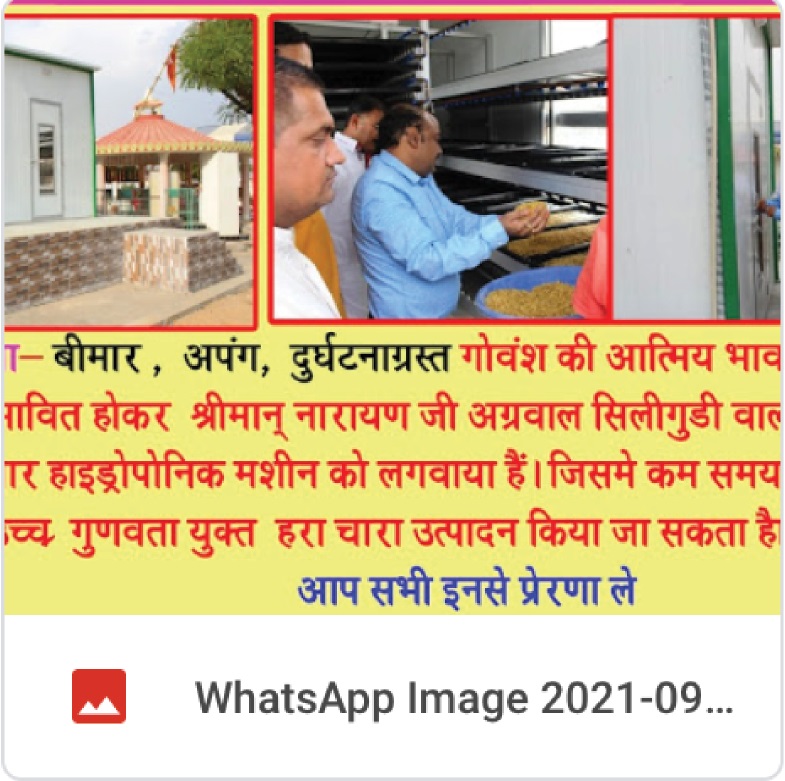 – बीमार , अपंग, दुर्घटनाग्रस्त गोवंश की आत्मिय
होकर श्रीमान् नारायण जी अग्रवाल सिलीगुडी
हाइड्रोपोनिक मशीन को लगवाया हैं। जिसमे कम समय
गुणवता युक्त हरा चारा उत्पादन किया जा सकता है
आप सभी इनसे प्रेरणा ले
WhatsApp Image 2021-09...